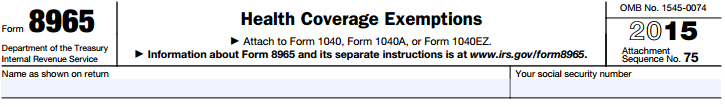 Form 8965
Department of the Treasury
Internal Revenue Service
Health Coverage Exemptions
► Attach to Form 1040, Form 1040A, or Form 1040EZ.
► Information about Form 8965 and its separate instructions is at www.irs.gov/form8965.
OMB No. 1545-0074
2015
Attachment
Sequence No. 75
Name as shown on return
Your social security number